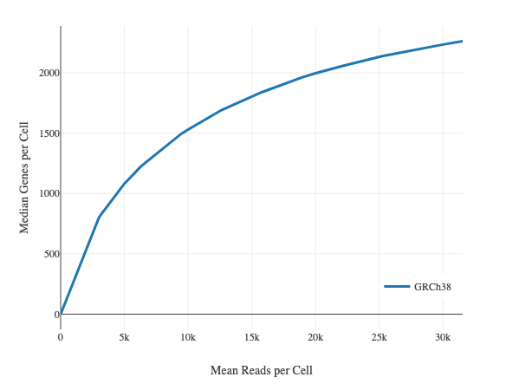 2000
1500
1000
500
0
Median Genes per Cell
GRCh38
0 5k 10k 15k 20k 25k 30k
Mean Reads per Cell